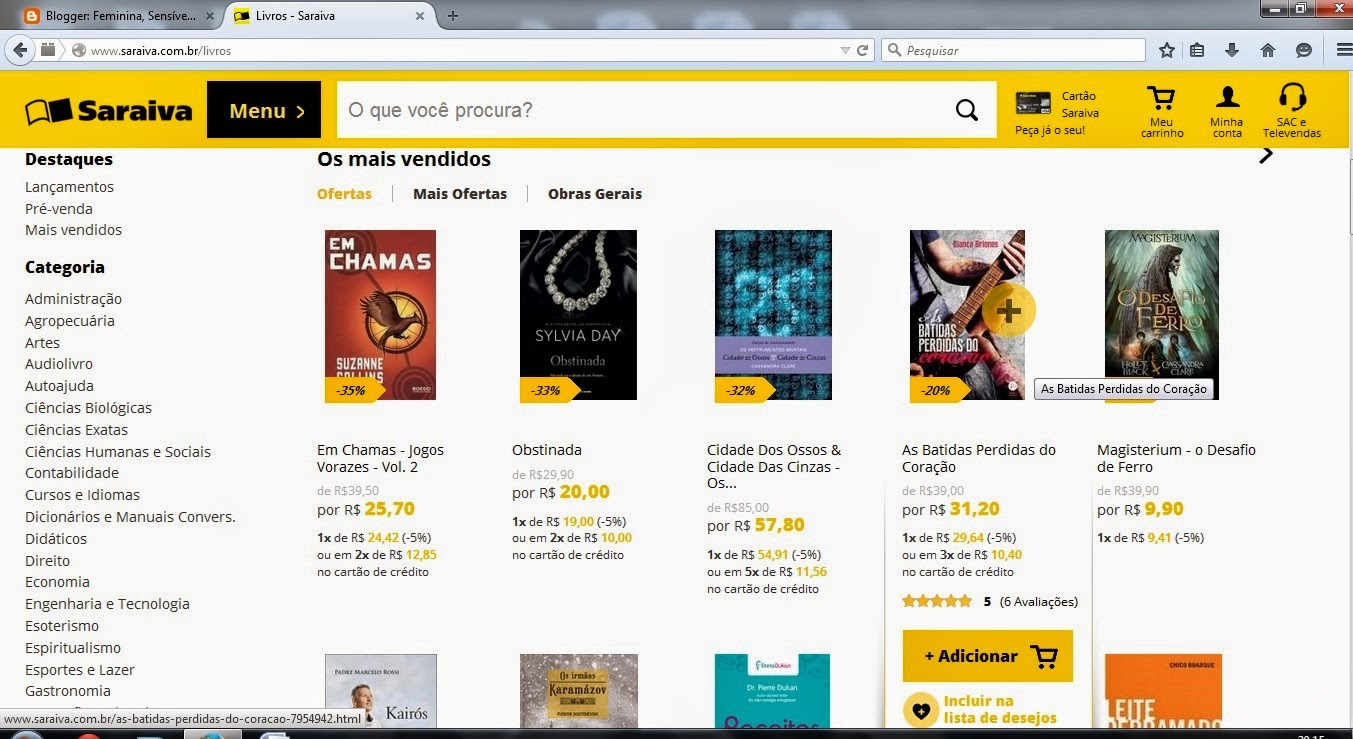 Blogger: Feminina, Sensíve...
Livros - Saraiva
www.saraiva.com.br/livros
Pesquisar
Saraiva
Menu
O que você procura?
Cartão
Saraiva
Peça já o seu!
Meu
carrinho
Minha
conta
SAC e
Televendas
Destaques
Lançamentos
Pré-venda
Mais vendidos
Categoria
Administração
Agropecuária
Artes
Audiolivro
Autoajuda
Ciências Biológicas
Ciências Exatas
Ciências Humanas e Sociais
Contabilidade
Cursos e Idiomas
Dicionários e Manuais Convers.
Didáticos
Direito
Economia
Engenharia e Tecnologia
Esoterismo
Espiritualismo
Esportes e Lazer
Gastronomia
Os mais vendidos
Ofertas
Mais Ofertas
Obras Gerais
EM
CHAMAS
SUZANNE
COLLINS
ROCCO
-35%
Em Chamas - Jogos
Vorazes - Vol. 2
de R$39,50
por R$ 25,70
1x de R$ 24,42 (-5%)
ou em 2x de R$ 12,85
no cartão de crédito
SYLVIA DAY
Obstinada
-33%
Obstinada
de R$29,90
por R$ 20,00
1x de R$ 19,00 (-5%)
ou em 2x de R$ 10,00
no cartão de crédito
OS INSTRUMENTOS MORTAIS
Cidade dos Ossos & Cidade das Cinzas
CASSANDRA CLARE
-32%
Cidade Dos Ossos &
Cidade Das Cinzas -
Os...
de R$85,00
por R$ 57,80
1x de R$ 54,91 (-5%)
ou em 5x de R$ 11,56
no cartão de crédito
Bianca Briones
As
BATIDAS
PERDIDAS DO
coração
-20%
As Batidas Perdidas do Coração
As Batidas Perdidas do
Coração
de R$39,00
por R$ 31,20
1x de R$ 29,64 (-5%)
ou em 3x de R$ 10,40
no cartão de crédito
5 (6 Avaliações)
+ Adicionar
Incluir na
lista de desejos
MAGISTERIUM
O DESAFIO
DE
FERRO
HOLLY BLACK
CASSANDRA CLARE
Magisterium - o Desafio
de Ferro
de R$39,90
por R$ 9,90
1x de R$ 9,41 (-5%)
PADRE MARCELO ROSSI
Kairós
Os irmãos
Karamázov
FIÓDOR DOSTOIÉVSKI
DietaDukan
Dr. Pierre Dukan
Receitas
CHICO BUARQUE
LEITE
DERRAMADO
www.saraiva.com.br/as-batidas-perdidas-do-coracao-7954942.html